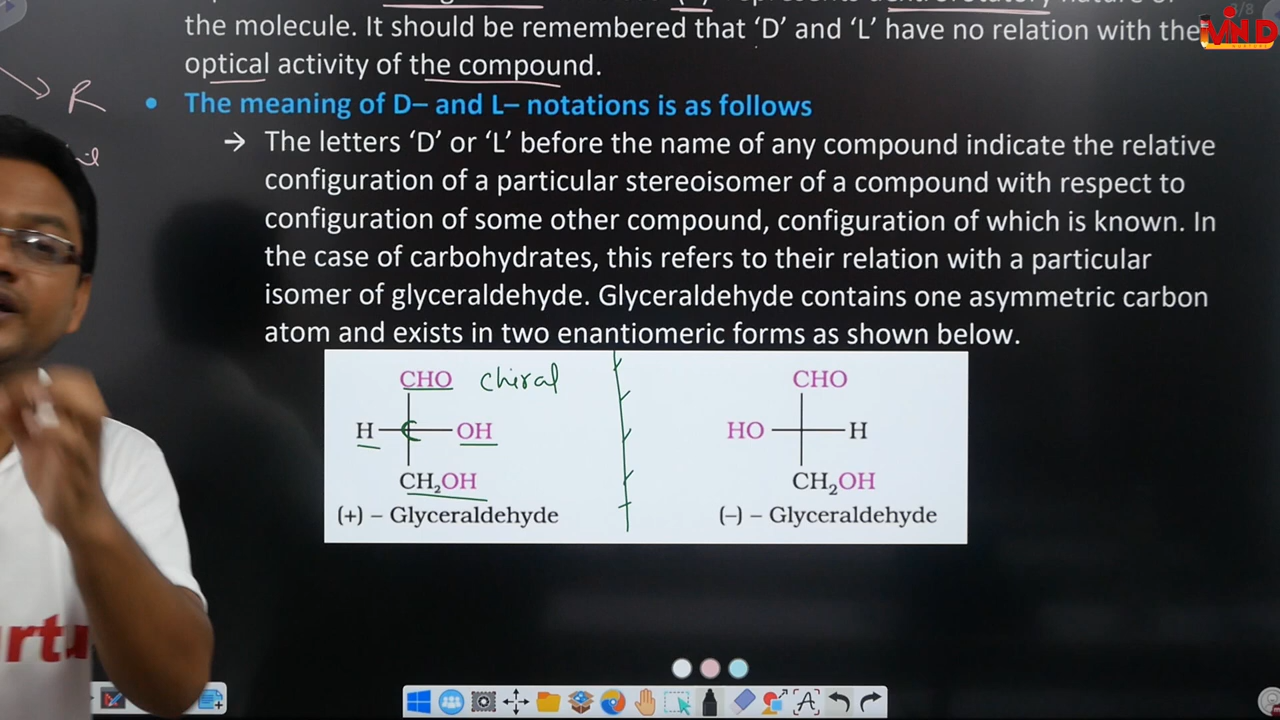 the molecule. It should be remembered that ‘D’ and ‘L’ have no relation with the
optical activity of the compound.
R
• The meaning of D– and L– notations is as follows
→ The letters ‘D’ or ‘L’ before the name of any compound indicate the relative
configuration of a particular stereoisomer of a compound with respect to
configuration of some other compound, configuration of which is known. In
the case of carbohydrates, this refers to their relation with a particular
isomer of glyceraldehyde. Glyceraldehyde contains one asymmetric carbon
atom and exists in two enantiomeric forms as shown below.
CHO chiral
H C OH
CH₂OH
(+) – Glyceraldehyde
CHO
HO H
CH₂OH
(–) – Glyceraldehyde
3/8